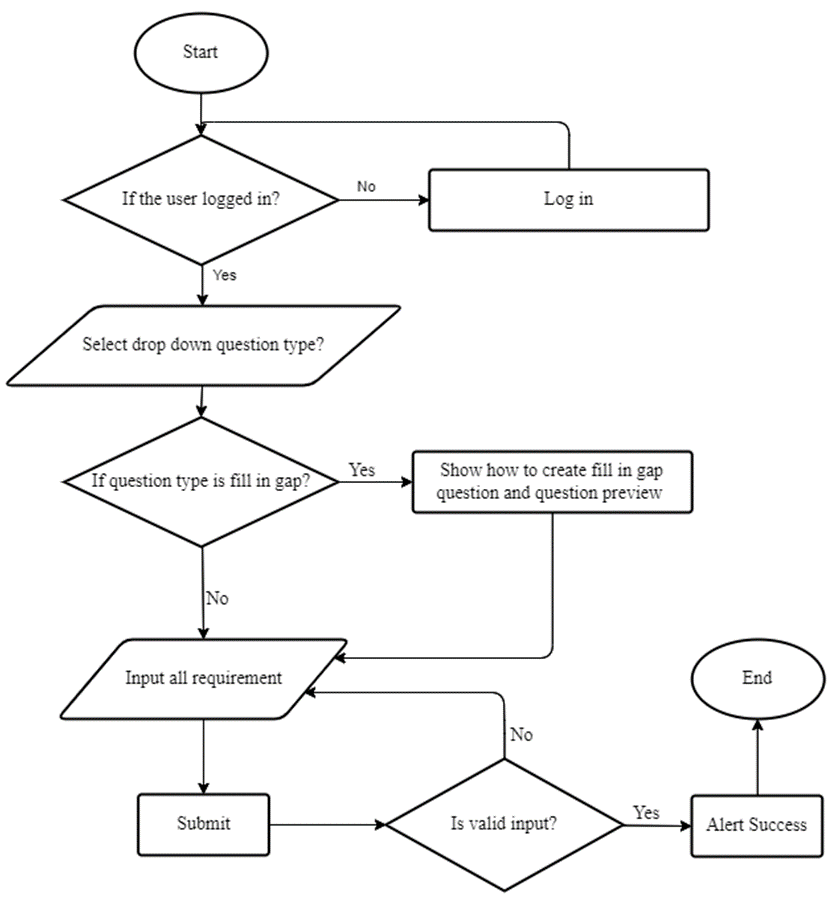 Start
If the user logged in?
No
Log in
Yes
Select drop down question type?
If question type is fill in gap?
Yes
Show how to create fill in gap
question and question preview
No
Input all requirement
End
No
Submit
Is valid input?
Yes
Alert Success